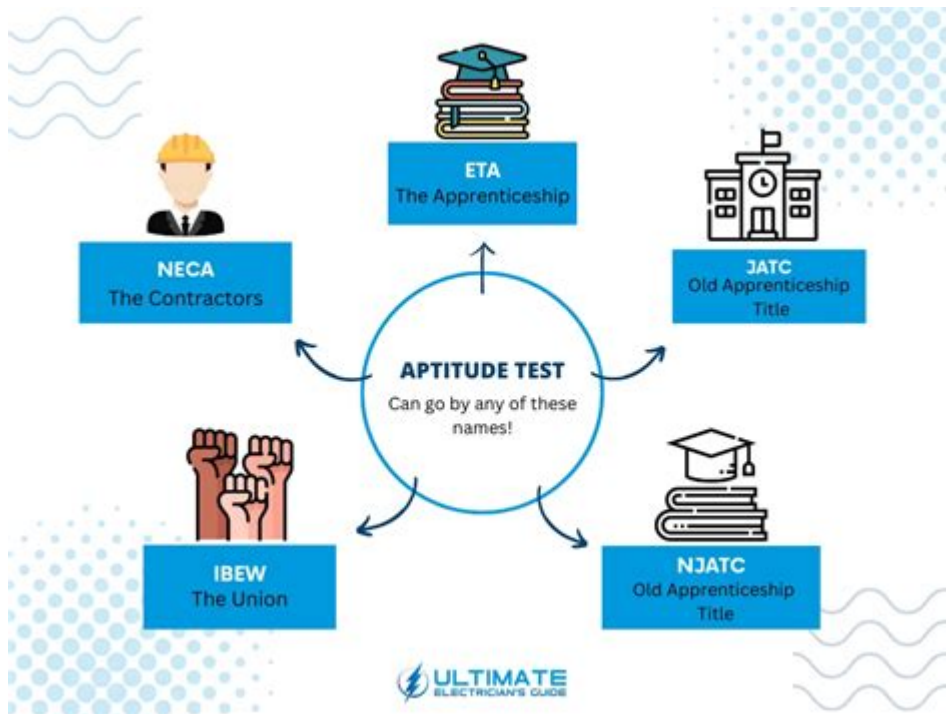 ETA
The Apprenticeship
NECA
The Contractors
JATC
Old Apprenticeship
Title
APTITUDE TEST
Can go by any of these
names!
IBEW
The Union
NJATC
Old Apprenticeship
Title
ULTIMATE
ELECTRICIAN'S GUIDE